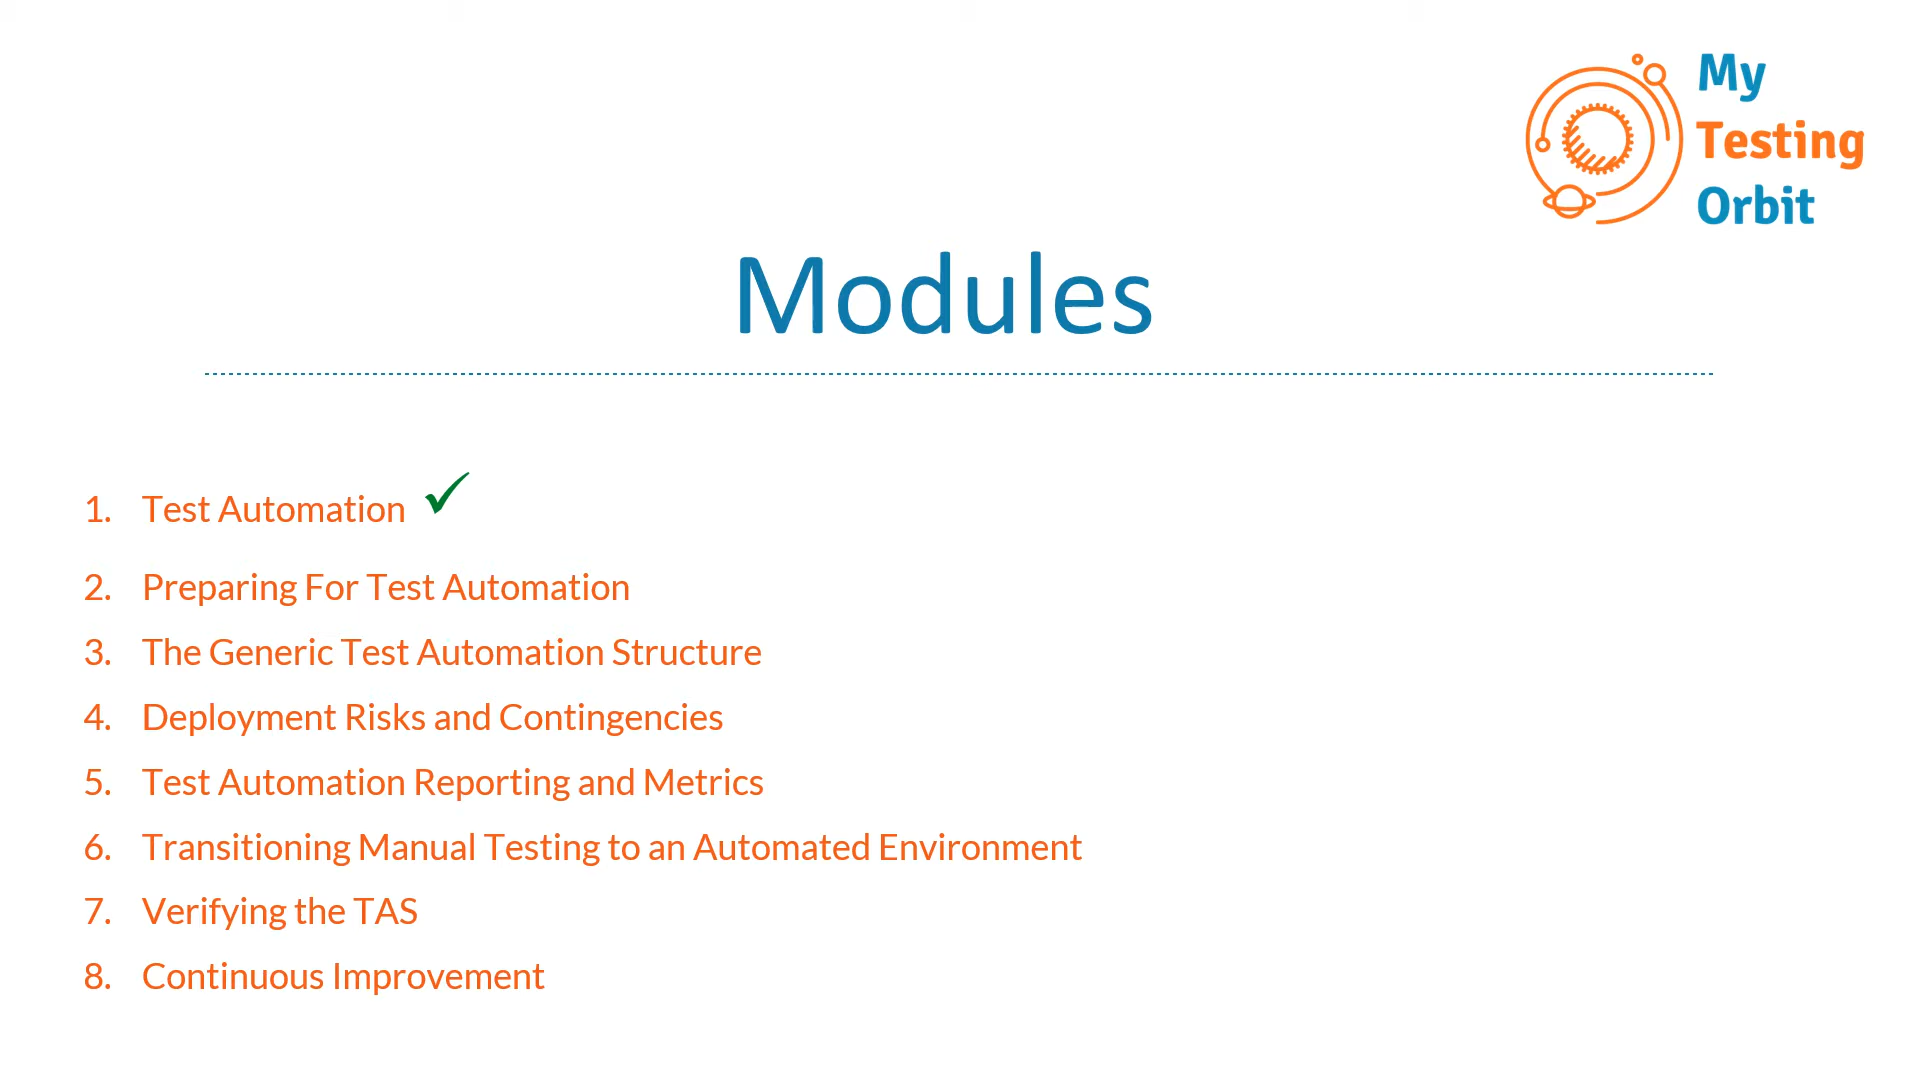 My
Testing
Orbit
Modules
1. Test Automation ✓
2. Preparing For Test Automation
3. The Generic Test Automation Structure
4. Deployment Risks and Contingencies
5. Test Automation Reporting and Metrics
6. Transitioning Manual Testing to an Automated Environment
7. Verifying the TAS
8. Continuous Improvement